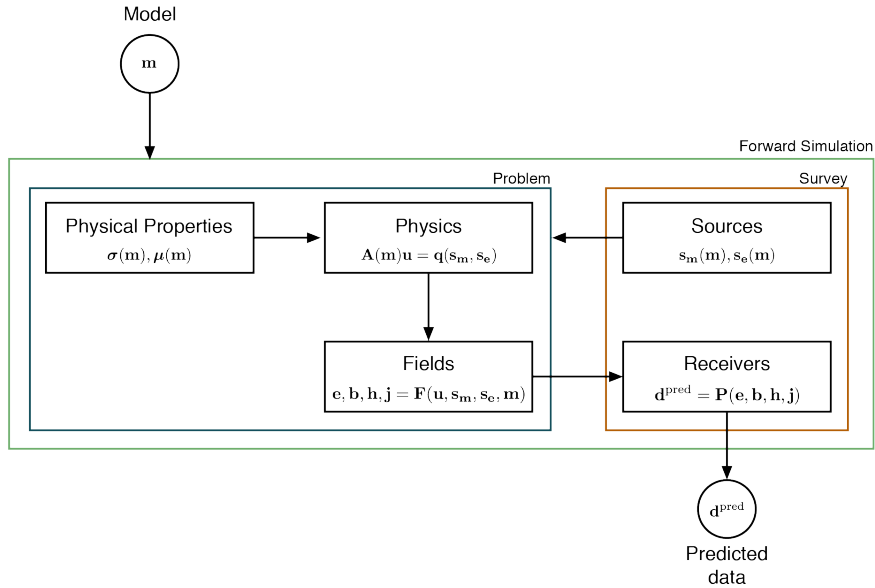 Model
m
Forward Simulation
Problem
Survey
Physical Properties
σ(m), μ(m)
Physics
A(m)u = q(sₘ, sₑ)
Sources
sₘ(m), sₑ(m)
Fields
e, b, h, j = F(u, sₘ, sₑ, m)
Receivers
dᵖʳᵉᵈ = P(e, b, h, j)
dᵖʳᵉᵈ
Predicted
data